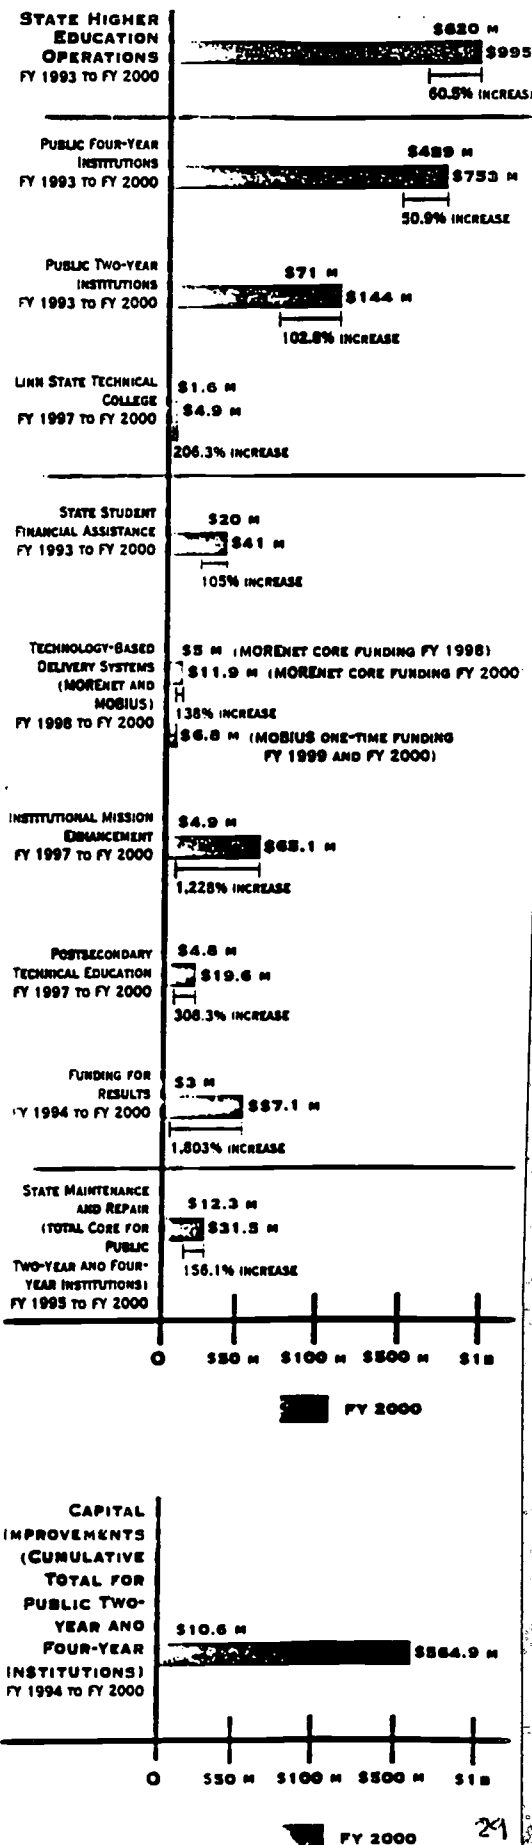 STATE HIGHER
EDUCATION
OPERATIONS
FY 1993 TO FY 2000
$620 M
$995
60.5% INCREASE
PUBLIC FOUR-YEAR
INSTITUTIONS
FY 1993 TO FY 2000
$499 M
$753 M
50.9% INCREASE
PUBLIC TWO-YEAR
INSTITUTIONS
FY 1993 TO FY 2000
$71 M
$144 M
102.8% INCREASE
LINN STATE TECHNICAL
COLLEGE
FY 1997 TO FY 2000
$1.6 M
$4.9 M
206.3% INCREASE
STATE STUDENT
FINANCIAL ASSISTANCE
FY 1993 TO FY 2000
$20 M
$41 M
105% INCREASE
TECHNOLOGY-BASED
DELIVERY SYSTEMS
(MORENET AND
MOBIUS)
FY 1998 TO FY 2000
$5 M (MORENET CORE FUNDING FY 1998)
$11.9 M (MORENET CORE FUNDING FY 2000
138% INCREASE
$6.8 M (MOBIUS ONE-TIME FUNDING
FY 1999 AND FY 2000)
INSTITUTIONAL MISSION
ENHANCEMENT
FY 1997 TO FY 2000
$4.9 M
$65.1 M
1,228% INCREASE
POSTSECONDARY
TECHNICAL EDUCATION
FY 1997 TO FY 2000
$4.8 M
$19.6 M
308.3% INCREASE
FUNDING FOR
RESULTS
FY 1994 TO FY 2000
$3 M
$57.1 M
1,803% INCREASE
STATE MAINTENANCE
AND REPAIR
(TOTAL CORE FOR
PUBLIC
TWO-YEAR AND FOUR-
YEAR INSTITUTIONS)
FY 1995 TO FY 2000
$12.3 M
$31.5 M
156.1% INCREASE
0 $50 M $100 M $500 M $1B
FY 2000
CAPITAL
IMPROVEMENTS
(CUMULATIVE
TOTAL FOR
PUBLIC TWO-
YEAR AND
FOUR-YEAR
INSTITUTIONS)
FY 1994 TO FY 2000
$10.6 M
$564.9 M
0 $50 M $100 M $500 M $1B
FY 2000
29